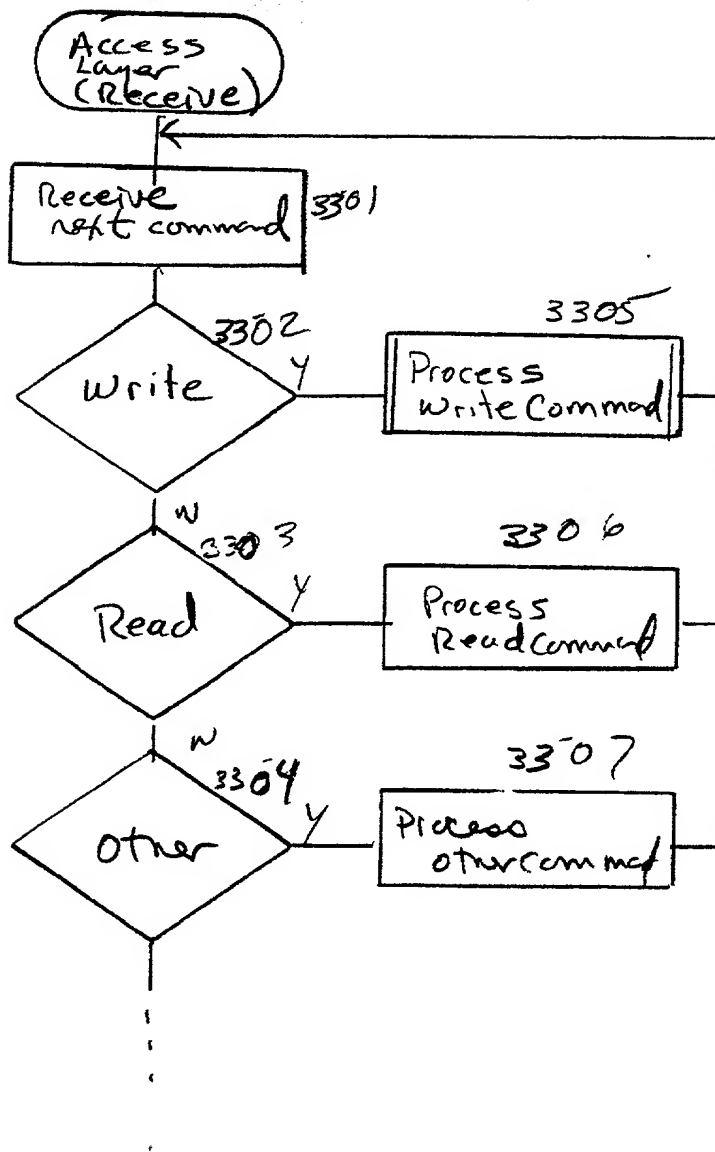 Access
Layer
(Receive)
Receive
next command
3301
3302
Write
Y
3305
Process
Write Command
N
3303
Read
Y
3306
Process
Read Command
N
3304
Other
Y
3307
Process
Other Command